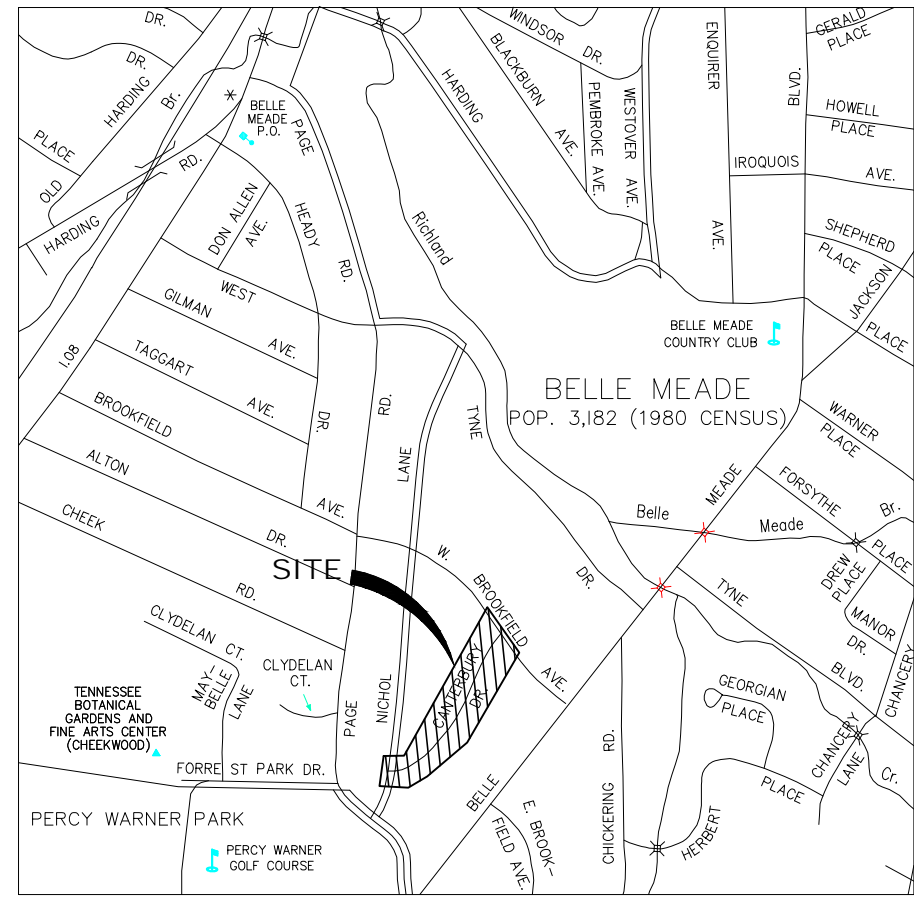 DR.
DR.
HARDING
Br.
PLACE
OLD
RD.
HARDING
BELLE
MEADE
P.O.
PAGE
RD.
HARDING
WINDSOR DR.
BLACKBURN
AVE.
PEMBROKE AVE.
WESTOVER AVE.
ENQUIRER
AVE.
BLVD.
GERALD
PLACE
HOWELL
PLACE
IROQUOIS AVE.
SHEPHERD
PLACE
JACKSON
PLACE
DON ALLEN
AVE.
HEADY
DR.
Richland
WEST
GILMAN AVE.
TAGGART AVE.
BROOKFIELD AVE.
1.08
ALTON DR.
CHEEK RD.
BELLE MEADE
COUNTRY CLUB
BELLE MEADE
POP. 3,182 (1980 CENSUS)
WARNER
PLACE
FORSYTHE
PLACE
MEADE
Belle Meade Br.
DREW
PLACE
MANOR
DR.
TYNE
DR.
TYNE
BLVD.
RD.
LANE
W.
BROOKFIELD
AVE.
SITE
CANTERBURY
DR.
CLYDELAN CT.
CLYDELAN
CT.
MAY-
BELLE
LANE
PAGE
NICHOL
TENNESSEE
BOTANICAL
GARDENS AND
FINE ARTS CENTER
(CHEEKWOOD)
FORREST PARK DR.
PERCY WARNER PARK
PERCY WARNER
GOLF COURSE
BELLE
E. BROOK-
FIELD AVE.
CHICKERING RD.
HERBERT
PLACE
GEORGIAN
PLACE
CHANCERY
LANE
CHANCERY
Cr.